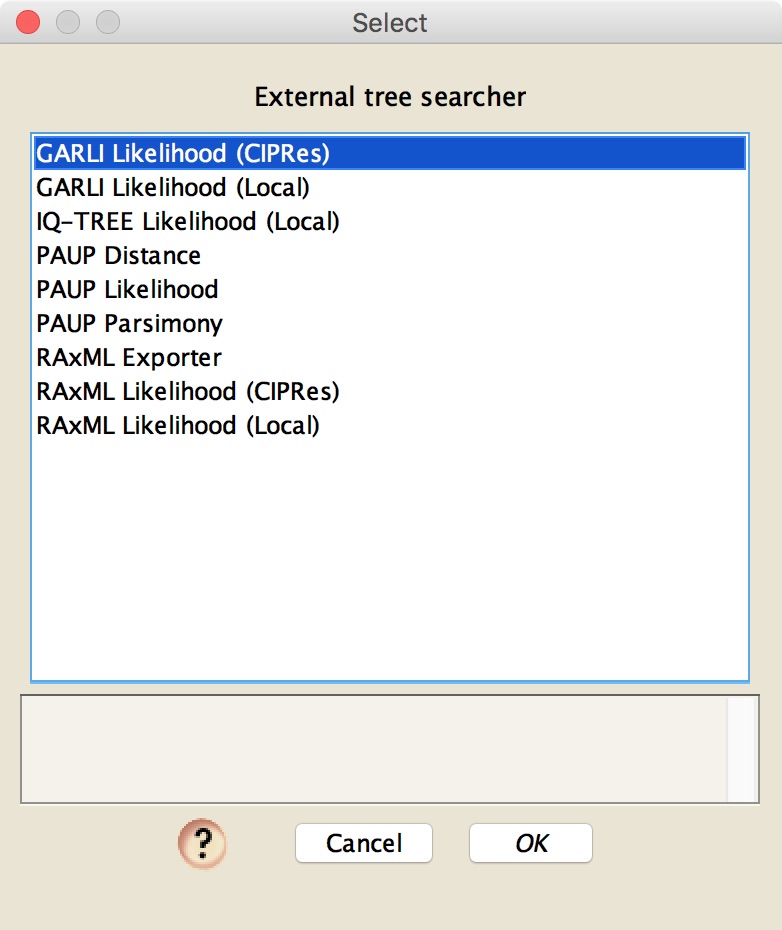 Select
External tree searcher
GARLI Likelihood (CIPRes)
GARLI Likelihood (Local)
IQ-TREE Likelihood (Local)
PAUP Distance
PAUP Likelihood
PAUP Parsimony
RAxML Exporter
RAxML Likelihood (CIPRes)
RAxML Likelihood (Local)
? Cancel OK